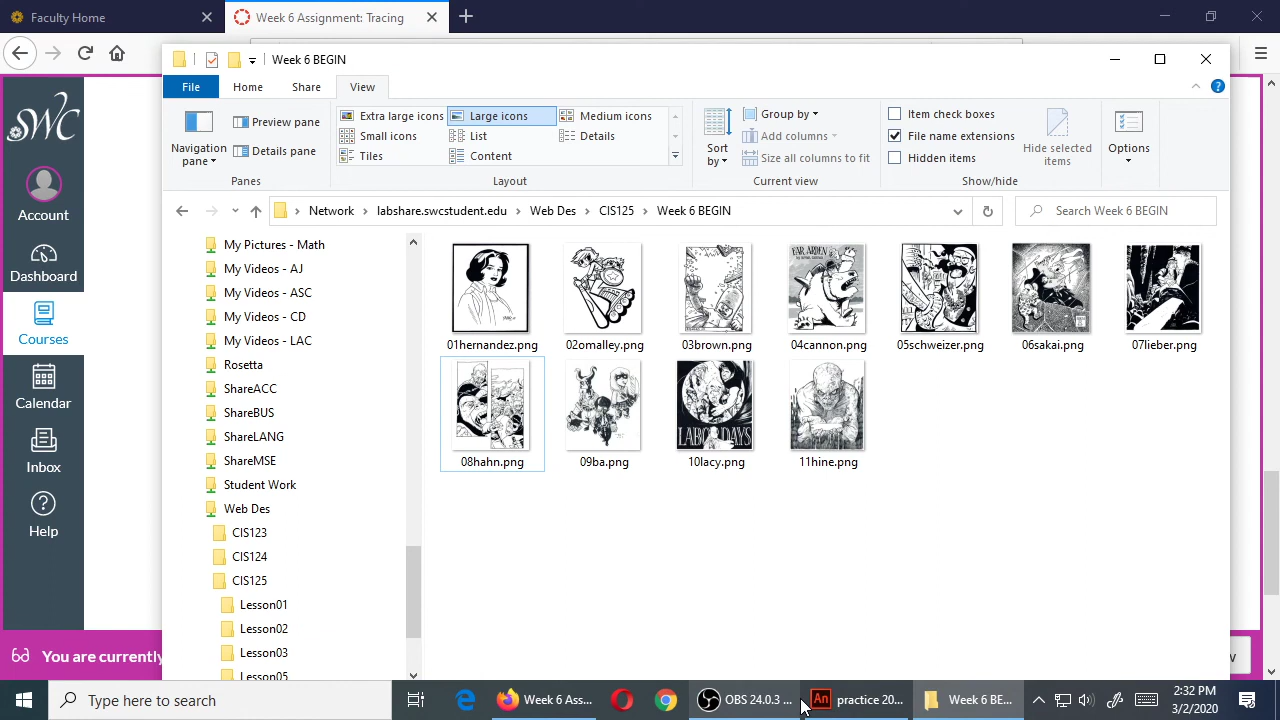 Faculty Home
Week 6 Assignment: Tracing
Week 6 BEGIN
File
Home
Share
View
Navigation pane
Preview pane
Details pane
Panes
Extra large icons
Large icons
Medium icons
Small icons
List
Details
Tiles
Content
Layout
Sort by
Group by
Add columns
Size all columns to fit
Current view
Item check boxes
File name extensions
Hidden items
Hide selected items
Show/hide
Options
Network > labshare.swcstudent.edu > Web Des > CIS125 > Week 6 BEGIN
Search Week 6 BEGIN
swc
Account
Dashboard
Courses
Calendar
Inbox
Help
My Pictures - Math
My Videos - AJ
My Videos - ASC
My Videos - CD
My Videos - LAC
Rosetta
ShareACC
ShareBUS
ShareLANG
ShareMSE
Student Work
Web Des
CIS123
CIS124
CIS125
Lesson01
Lesson02
Lesson03
Lesson05
FAR ARDEN
01hernandez.png
02omalley.png
03brown.png
04cannon.png
05schweizer.png
06sakai.png
07lieber.png
LABOR DAYS
08hahn.png
09ba.png
10lacy.png
11hine.png
You are currently
w
Type here to search
Week 6 Ass...
OBS 24.0.3 ...
An
practice 20...
Week 6 BE...
2:32 PM
3/2/2020